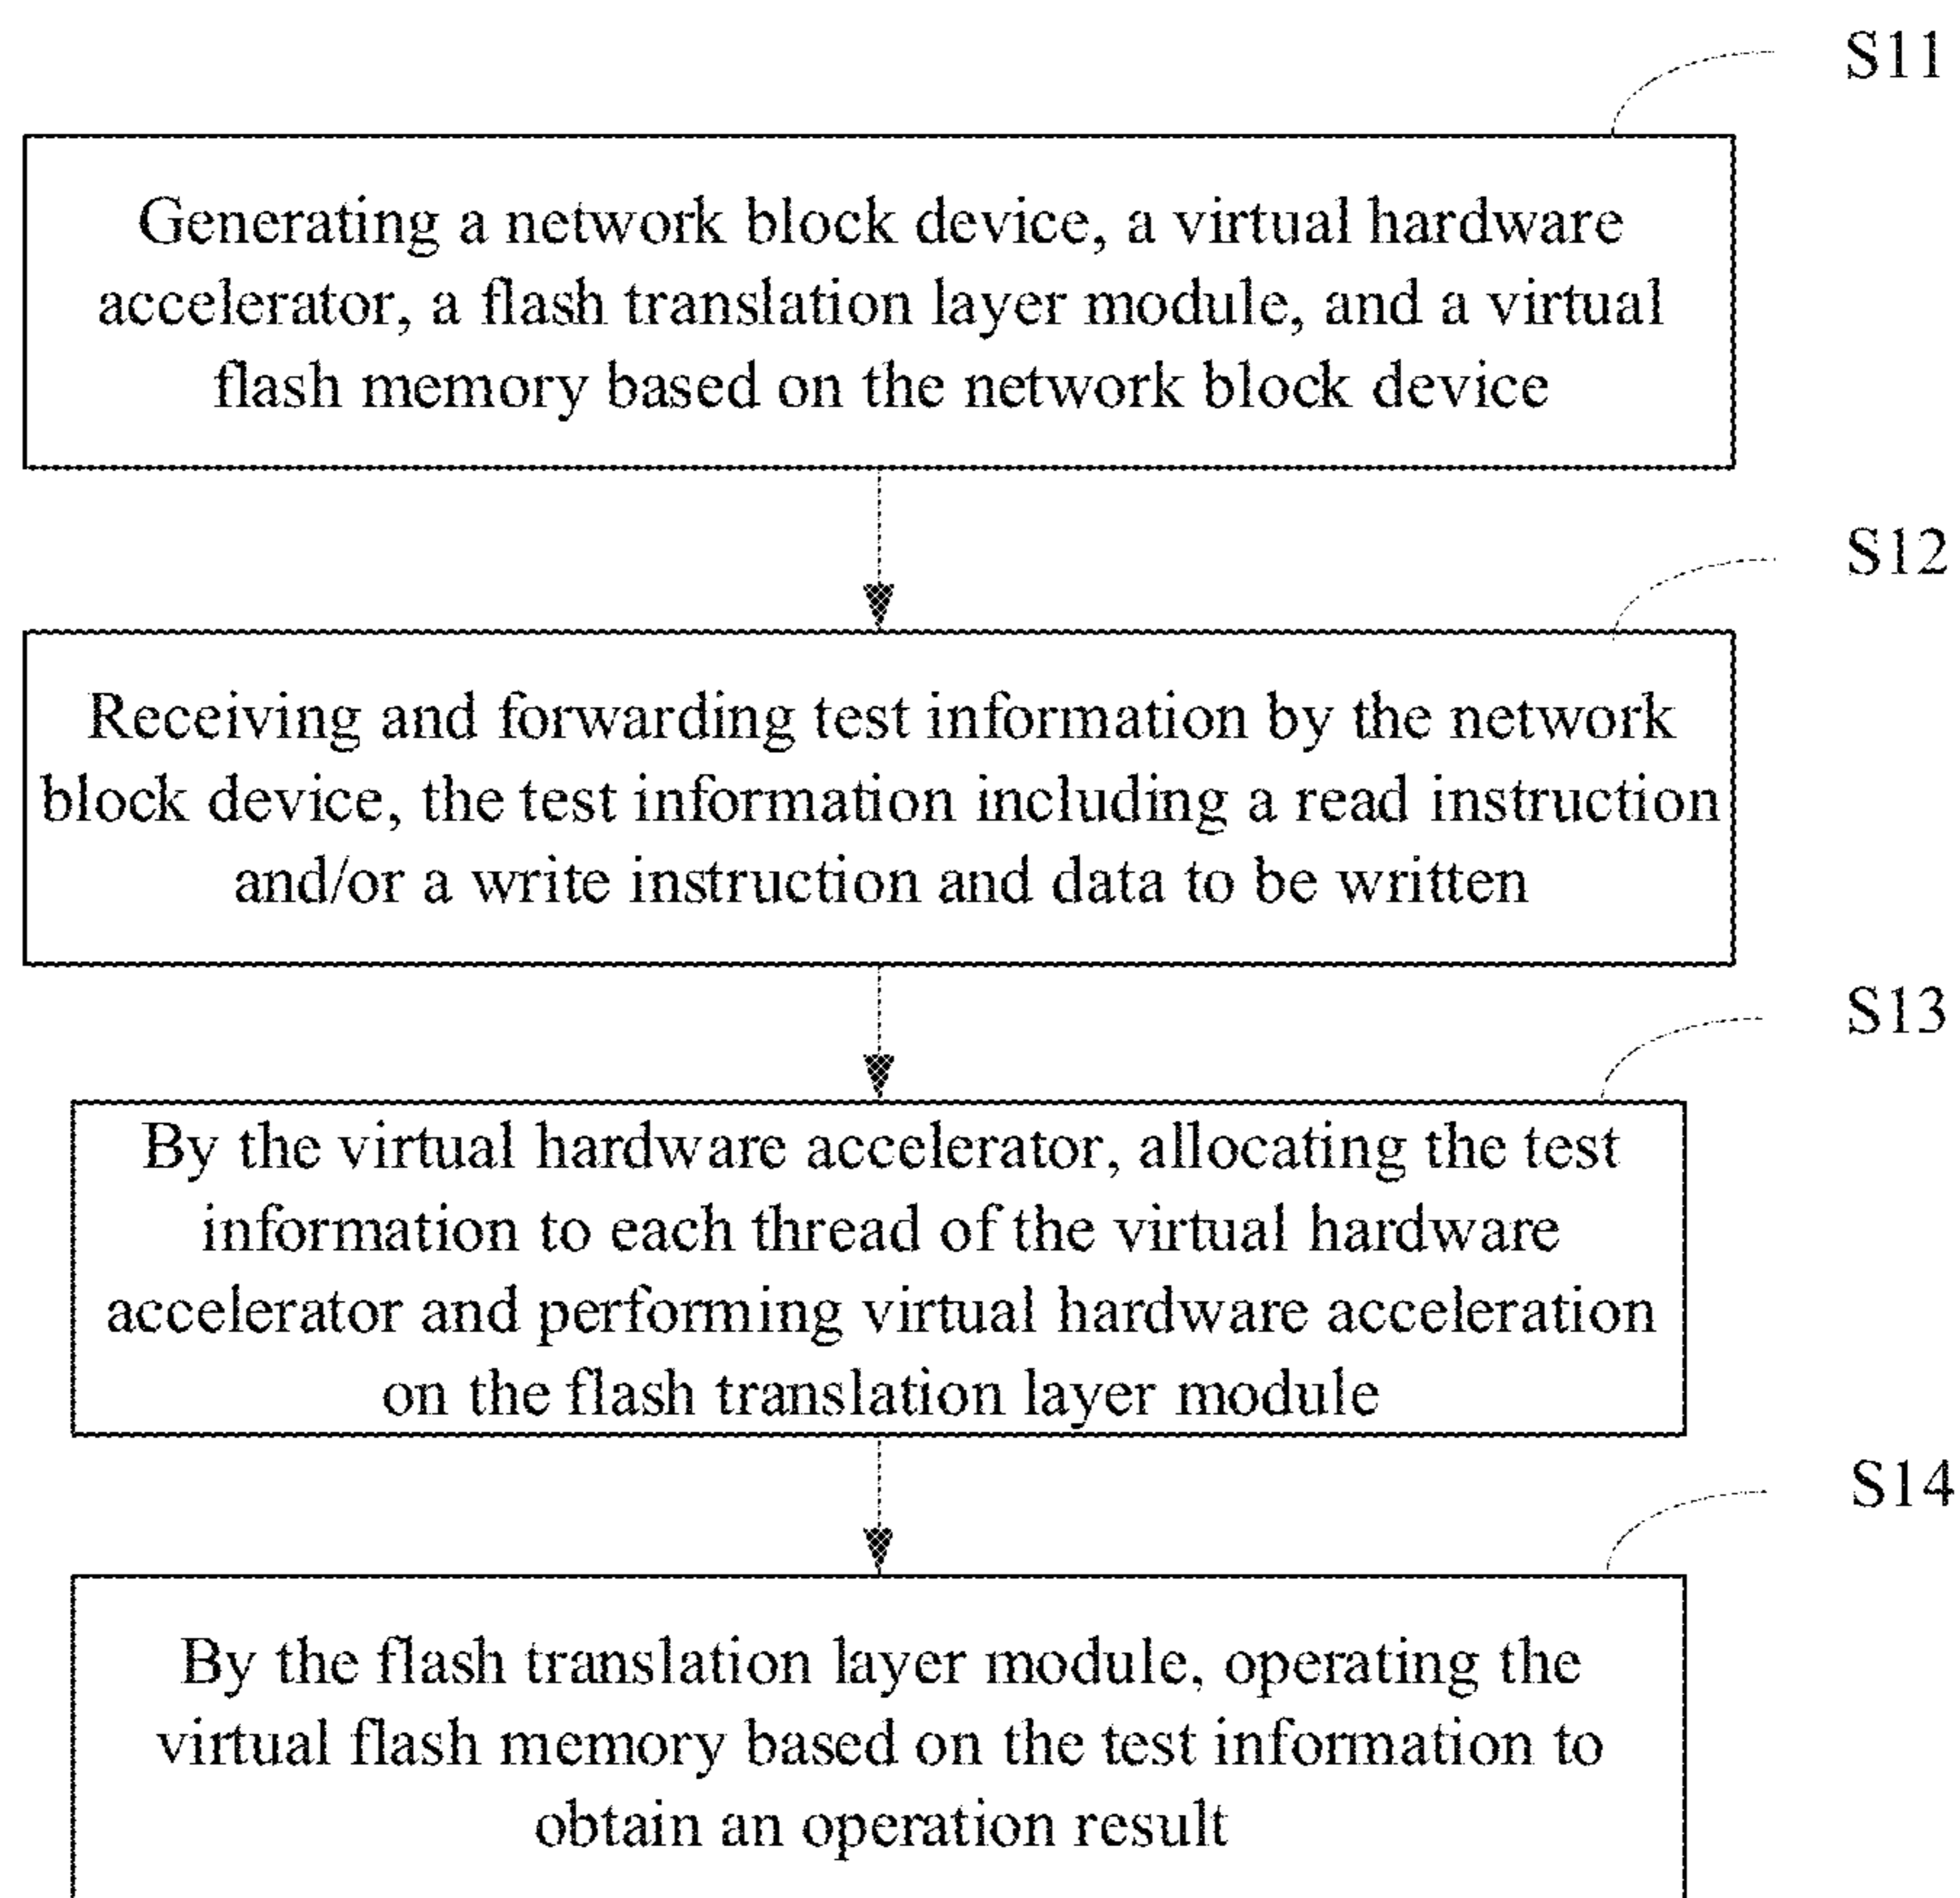 S11
Generating a network block device, a virtual hardware
accelerator, a flash translation layer module, and a virtual
flash memory based on the network block device
S12
Receiving and forwarding test information by the network
block device, the test information including a read instruction
and/or a write instruction and data to be written
S13
By the virtual hardware accelerator, allocating the test
information to each thread of the virtual hardware
accelerator and performing virtual hardware acceleration
on the flash translation layer module
S14
By the flash translation layer module, operating the
virtual flash memory based on the test information to
obtain an operation result